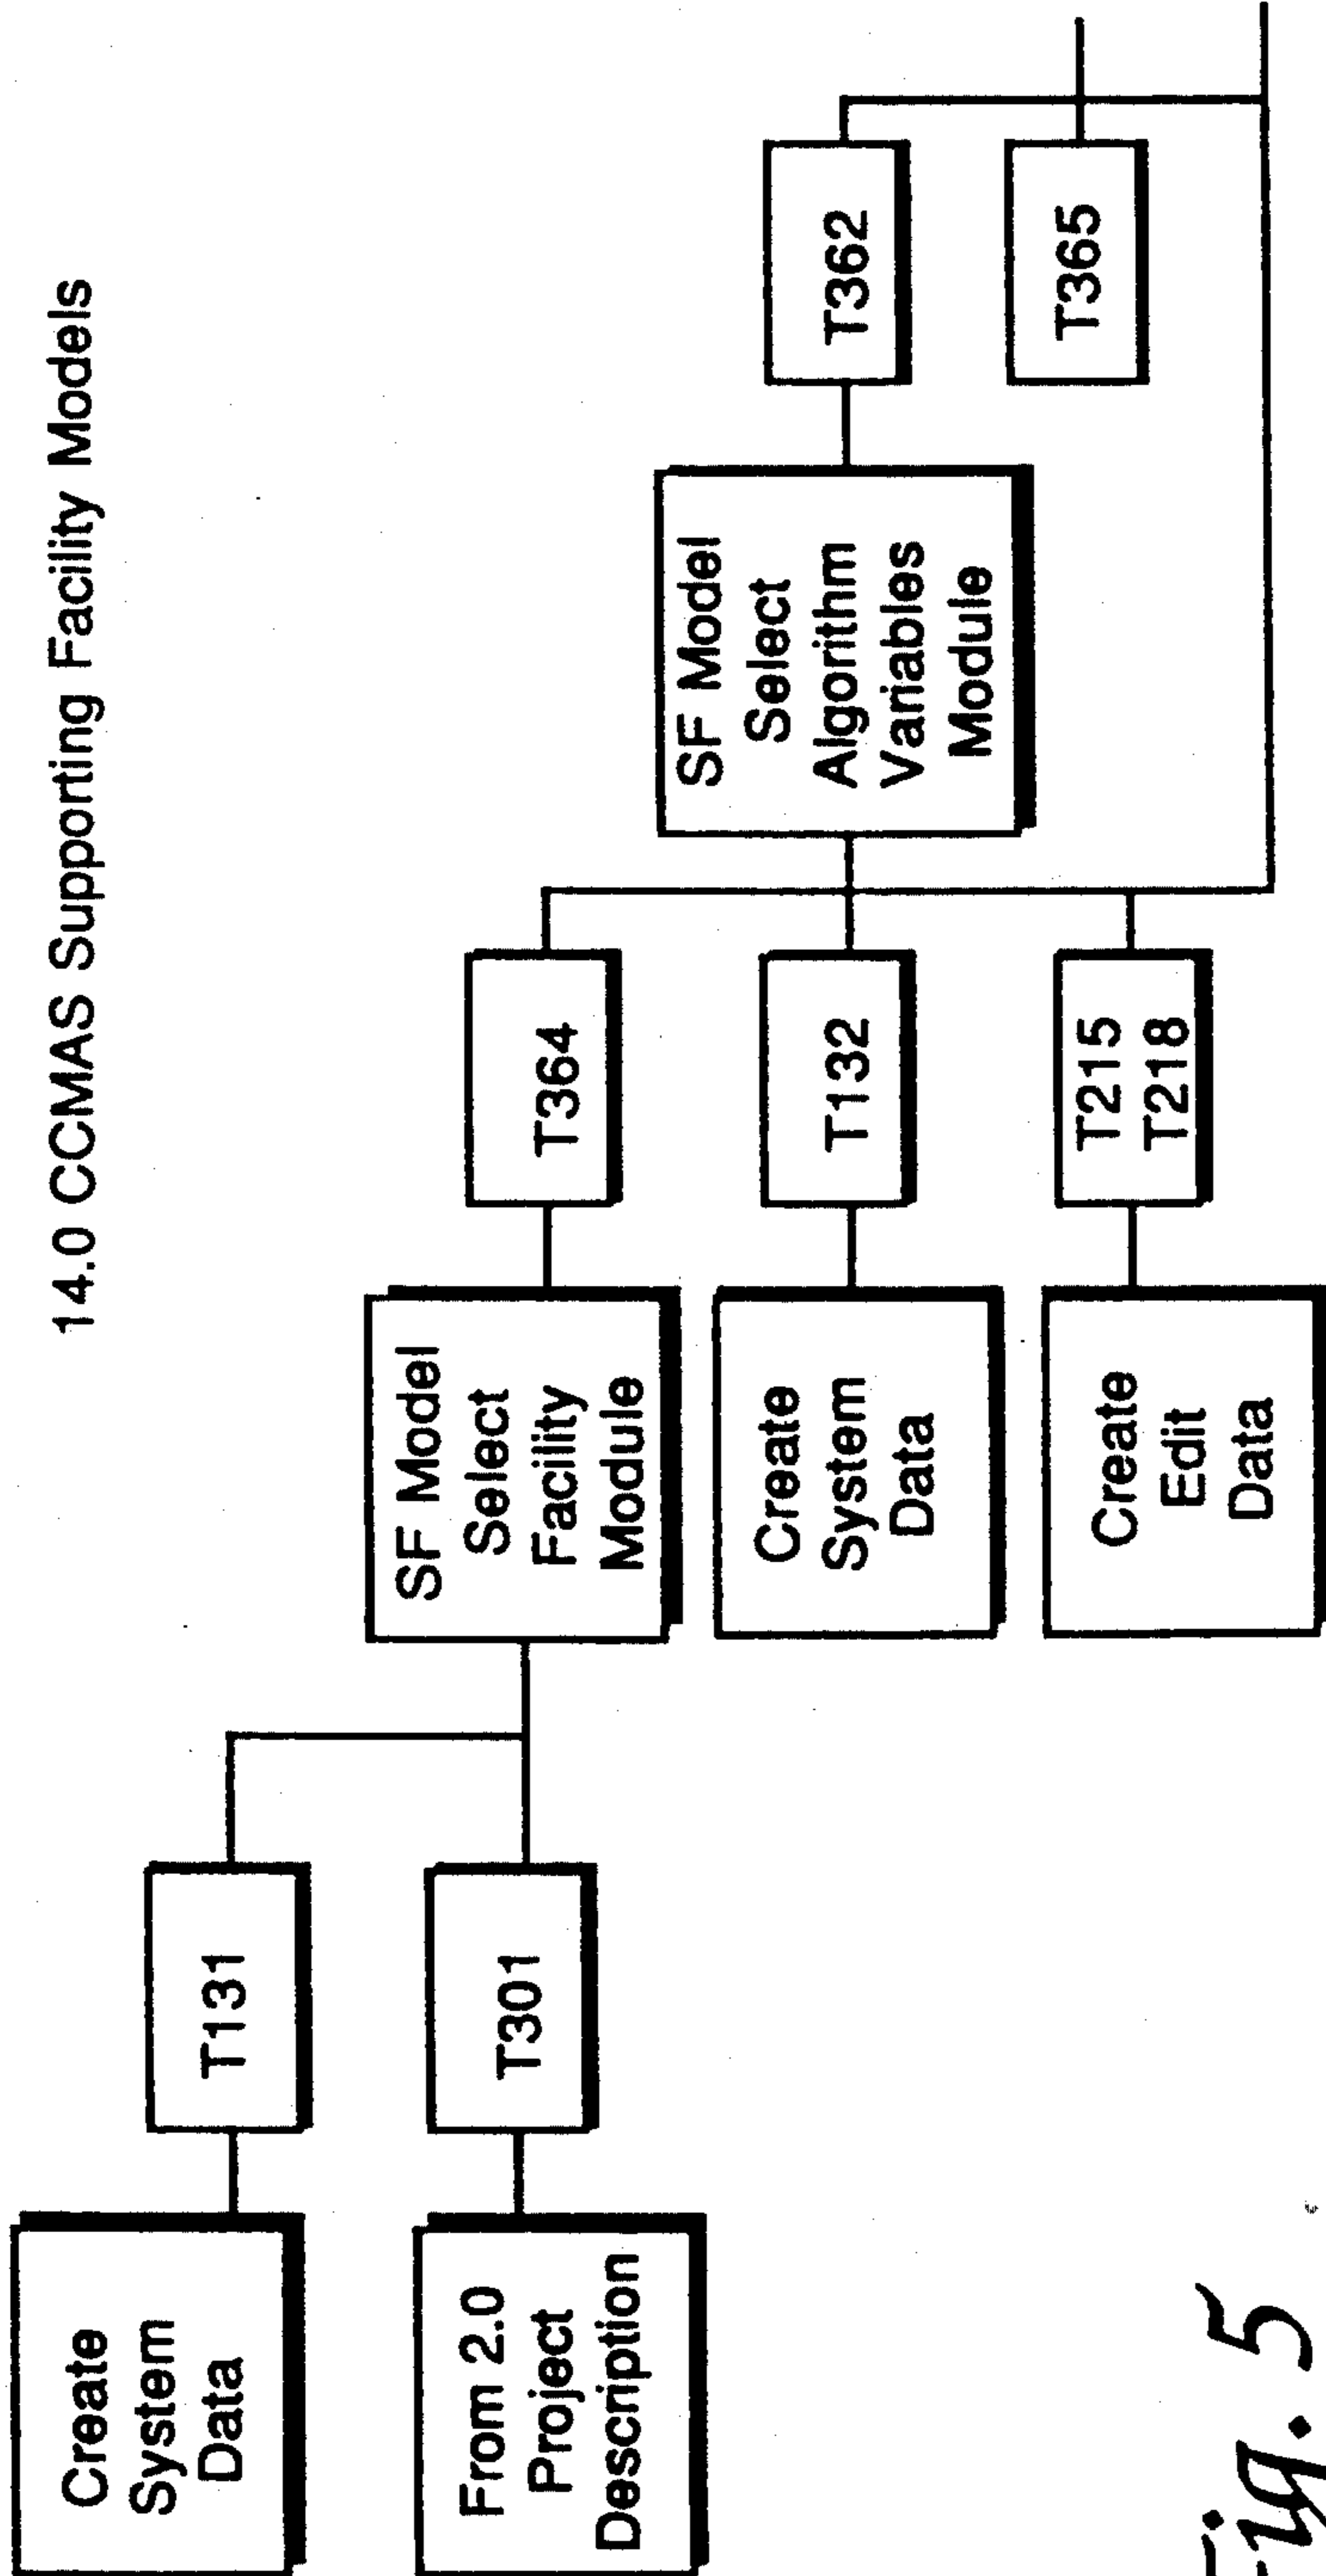 14.0 CCMAS Supporting Facility Models
Create
System
Data
T131
From 2.0
Project
Description
T301
SF Model
Select
Facility
Module
T364
Create
System
Data
T132
Create
Edit
Data
T215
T218
SF Model
Select
Algorithm
Variables
Module
T362
T365
Fig. 5